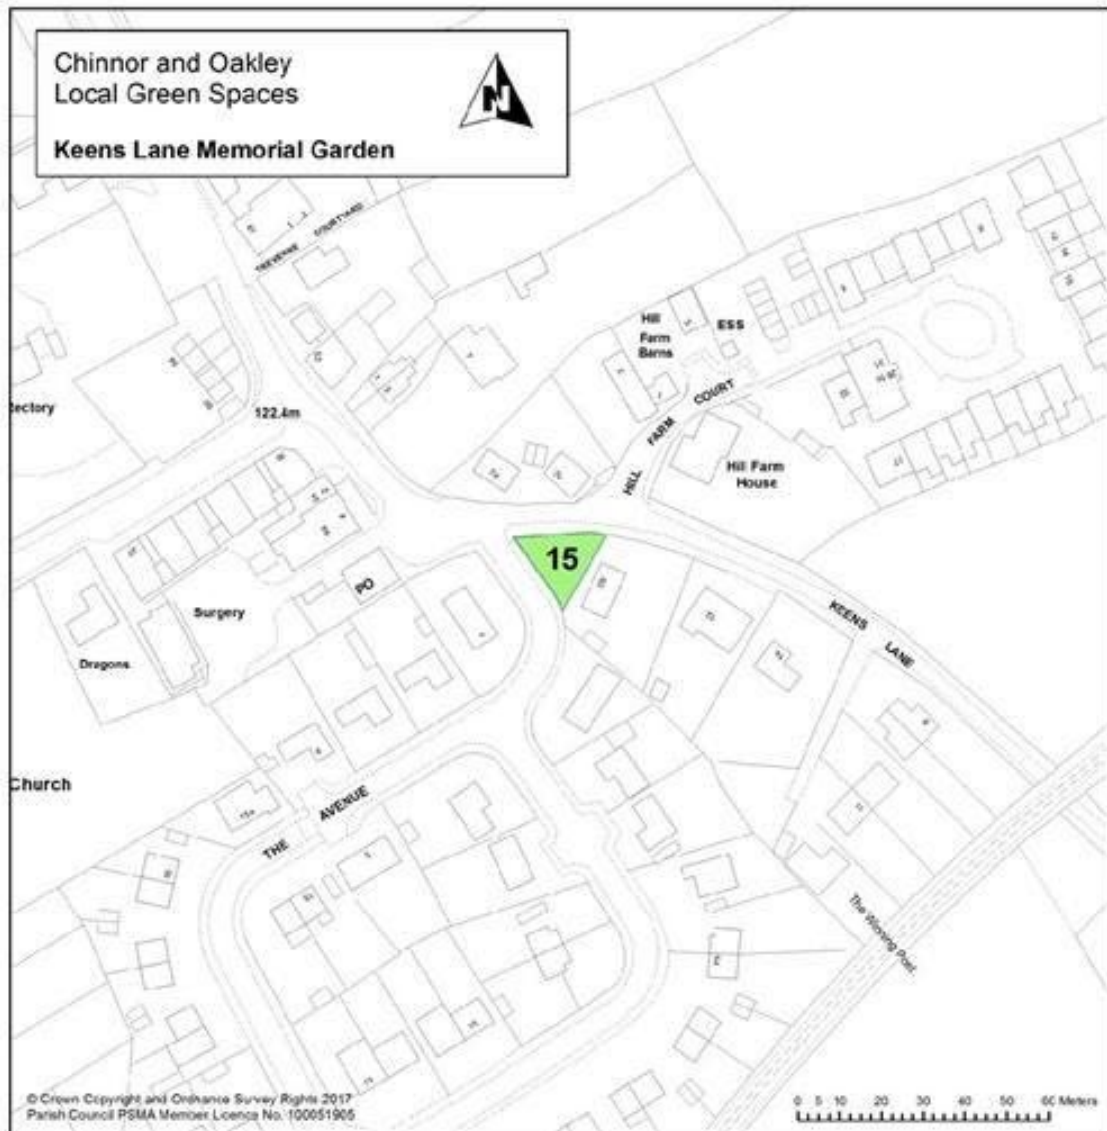 Chinnor and Oakley
Local Green Spaces
N
Keens Lane Memorial Garden
TREVERNE COURTYARD
Hill
Farm
Barns
ESS
HILL FARM COURT
Rectory
122.4m
Hill Farm
House
15
PO
Surgery
Dragons
KEENS LANE
Church
THE AVENUE
The Winning Post
© Crown Copyright and Ordnance Survey Rights 2017
Parish Council PSMA Member Licence No. 100051905
0 5 10 20 30 40 50 60 Meters